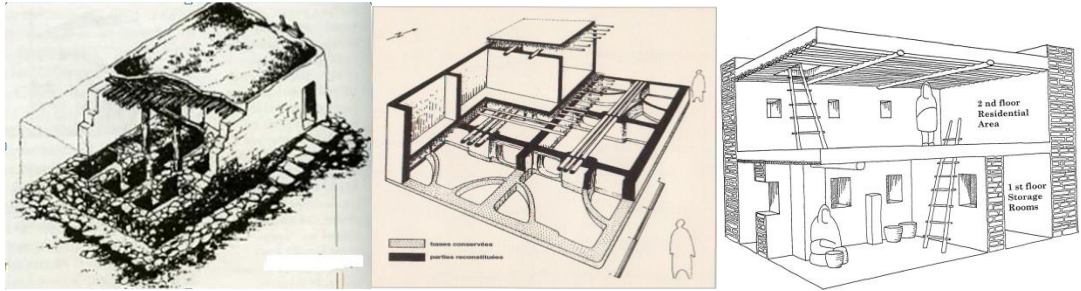 bases conservées
parties reconstituées
2 nd floor
Residential
Area
1 st floor
Storage
Rooms